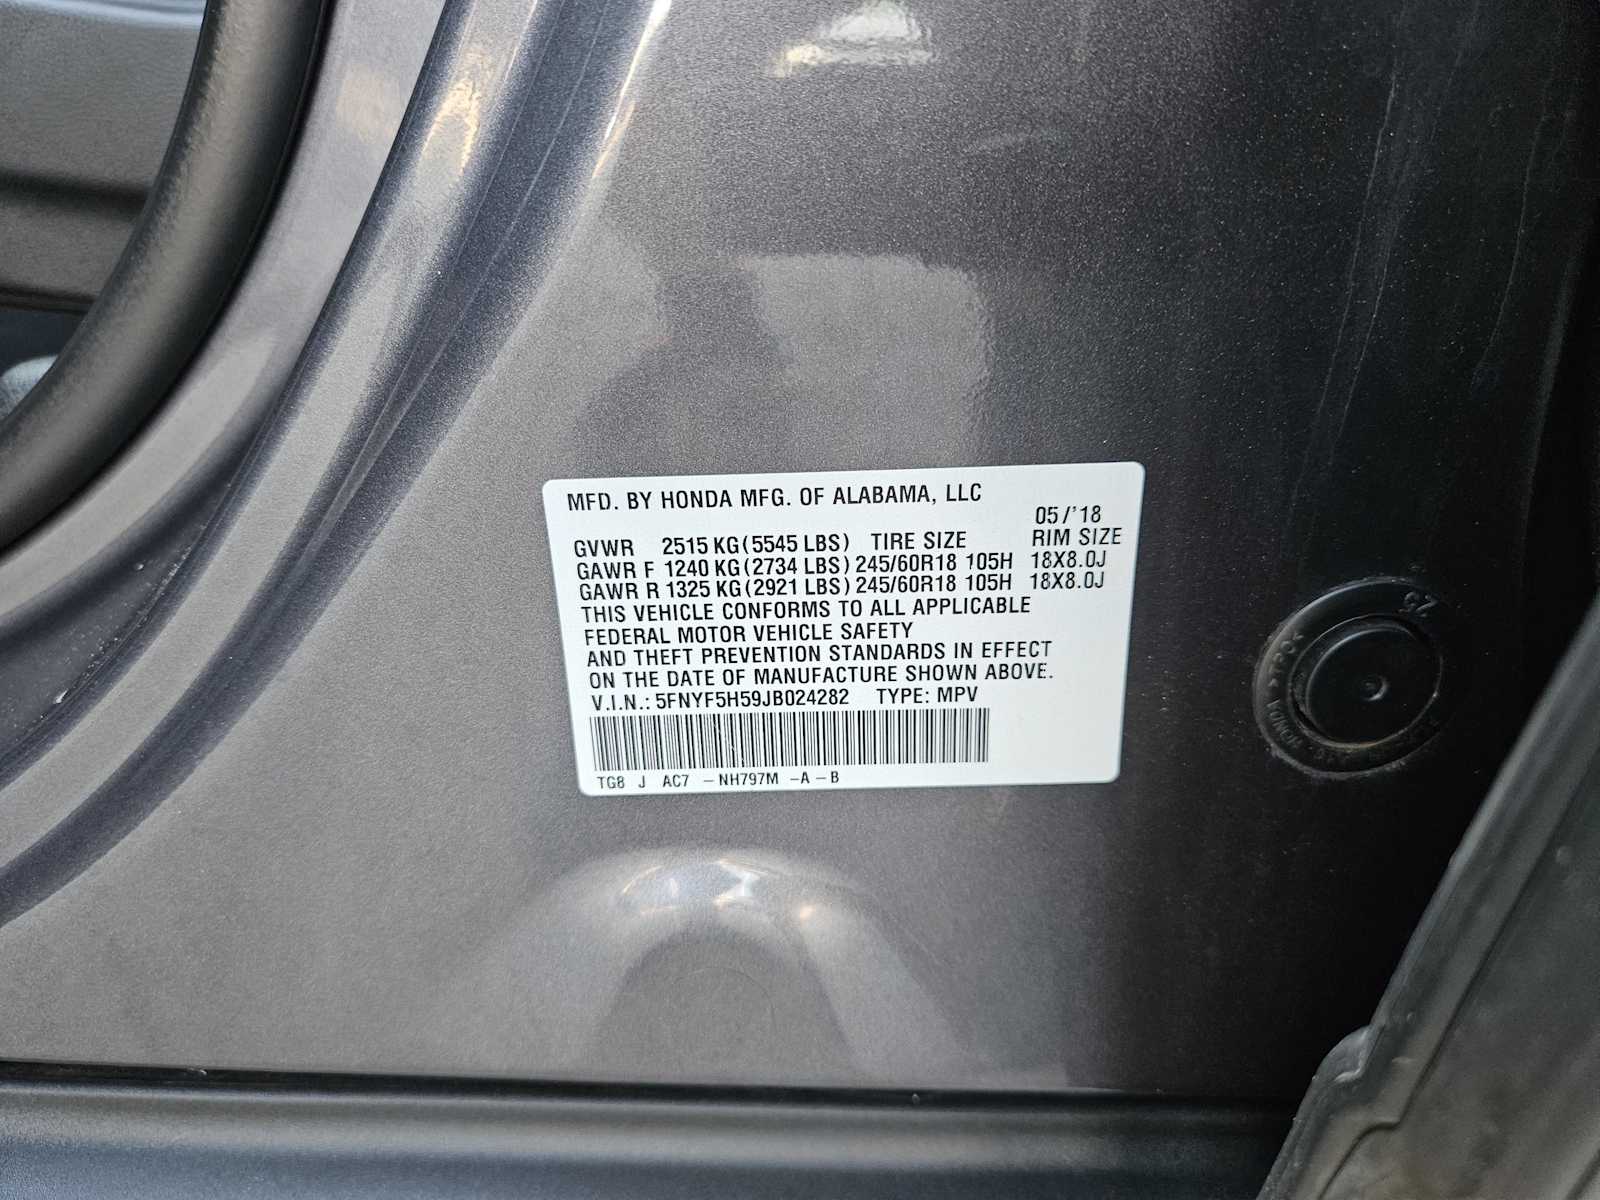 MFD. BY HONDA MFG. OF ALABAMA, LLC
05/'18
GVWR 2515 KG(5545 LBS) TIRE SIZE RIM SIZE
GAWR F 1240 KG(2734 LBS) 245/60R18 105H 18X8.0J
GAWR R 1325 KG(2921 LBS) 245/60R18 105H 18X8.0J
THIS VEHICLE CONFORMS TO ALL APPLICABLE
FEDERAL MOTOR VEHICLE SAFETY
AND THEFT PREVENTION STANDARDS IN EFFECT
ON THE DATE OF MANUFACTURE SHOWN ABOVE.
V.I.N.: 5FNYF5H59JB024282 TYPE: MPV
TG8 J AC7 -NH797M -A-B
25
HONDA